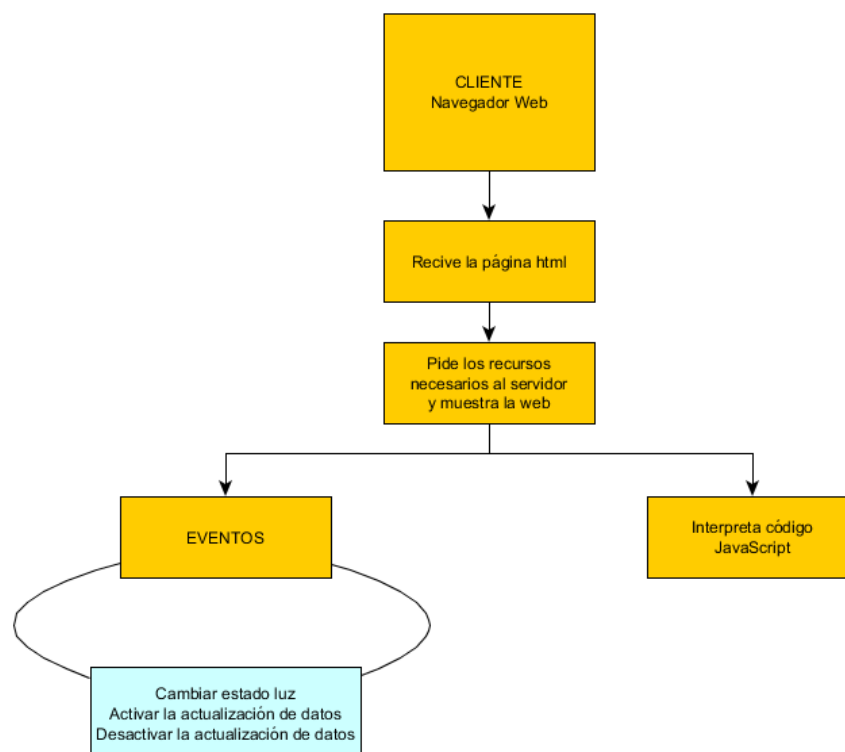 CLIENTE
Navegador Web
Recive la página html
Pide los recursos
necesarios al servidor
y muestra la web
EVENTOS
Interpreta código
JavaScript
Cambiar estado luz
Activar la actualización de datos
Desactivar la actualización de datos